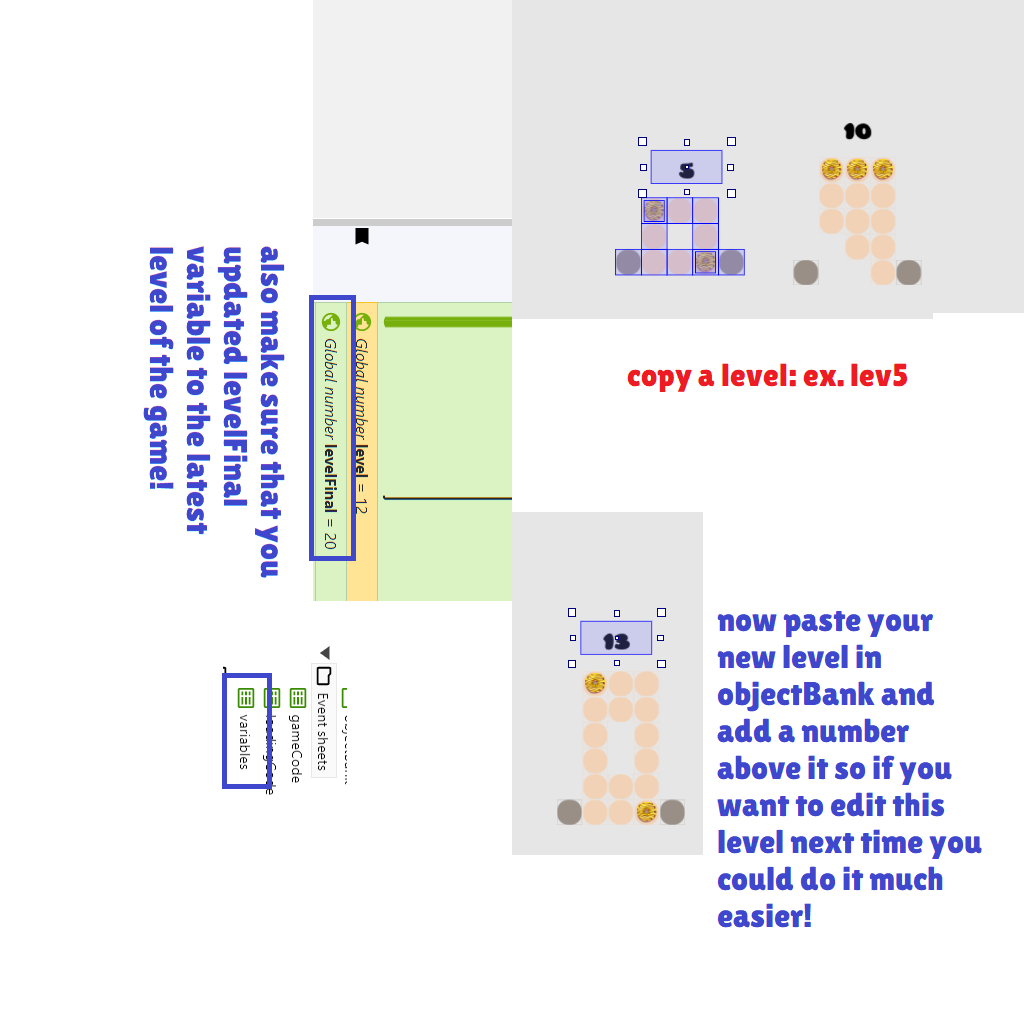 also make sure that you
updated levelFinal
variable to the latest
level of the game!
Global number level = 12
Global number levelFinal = 20
Event sheets
gameCode
loadingCode
variables
5
10
copy a level: ex. lev5
13
now paste your
new level in
objectBank and
add a number
above it so if you
want to edit this
level next time you
could do it much
easier!